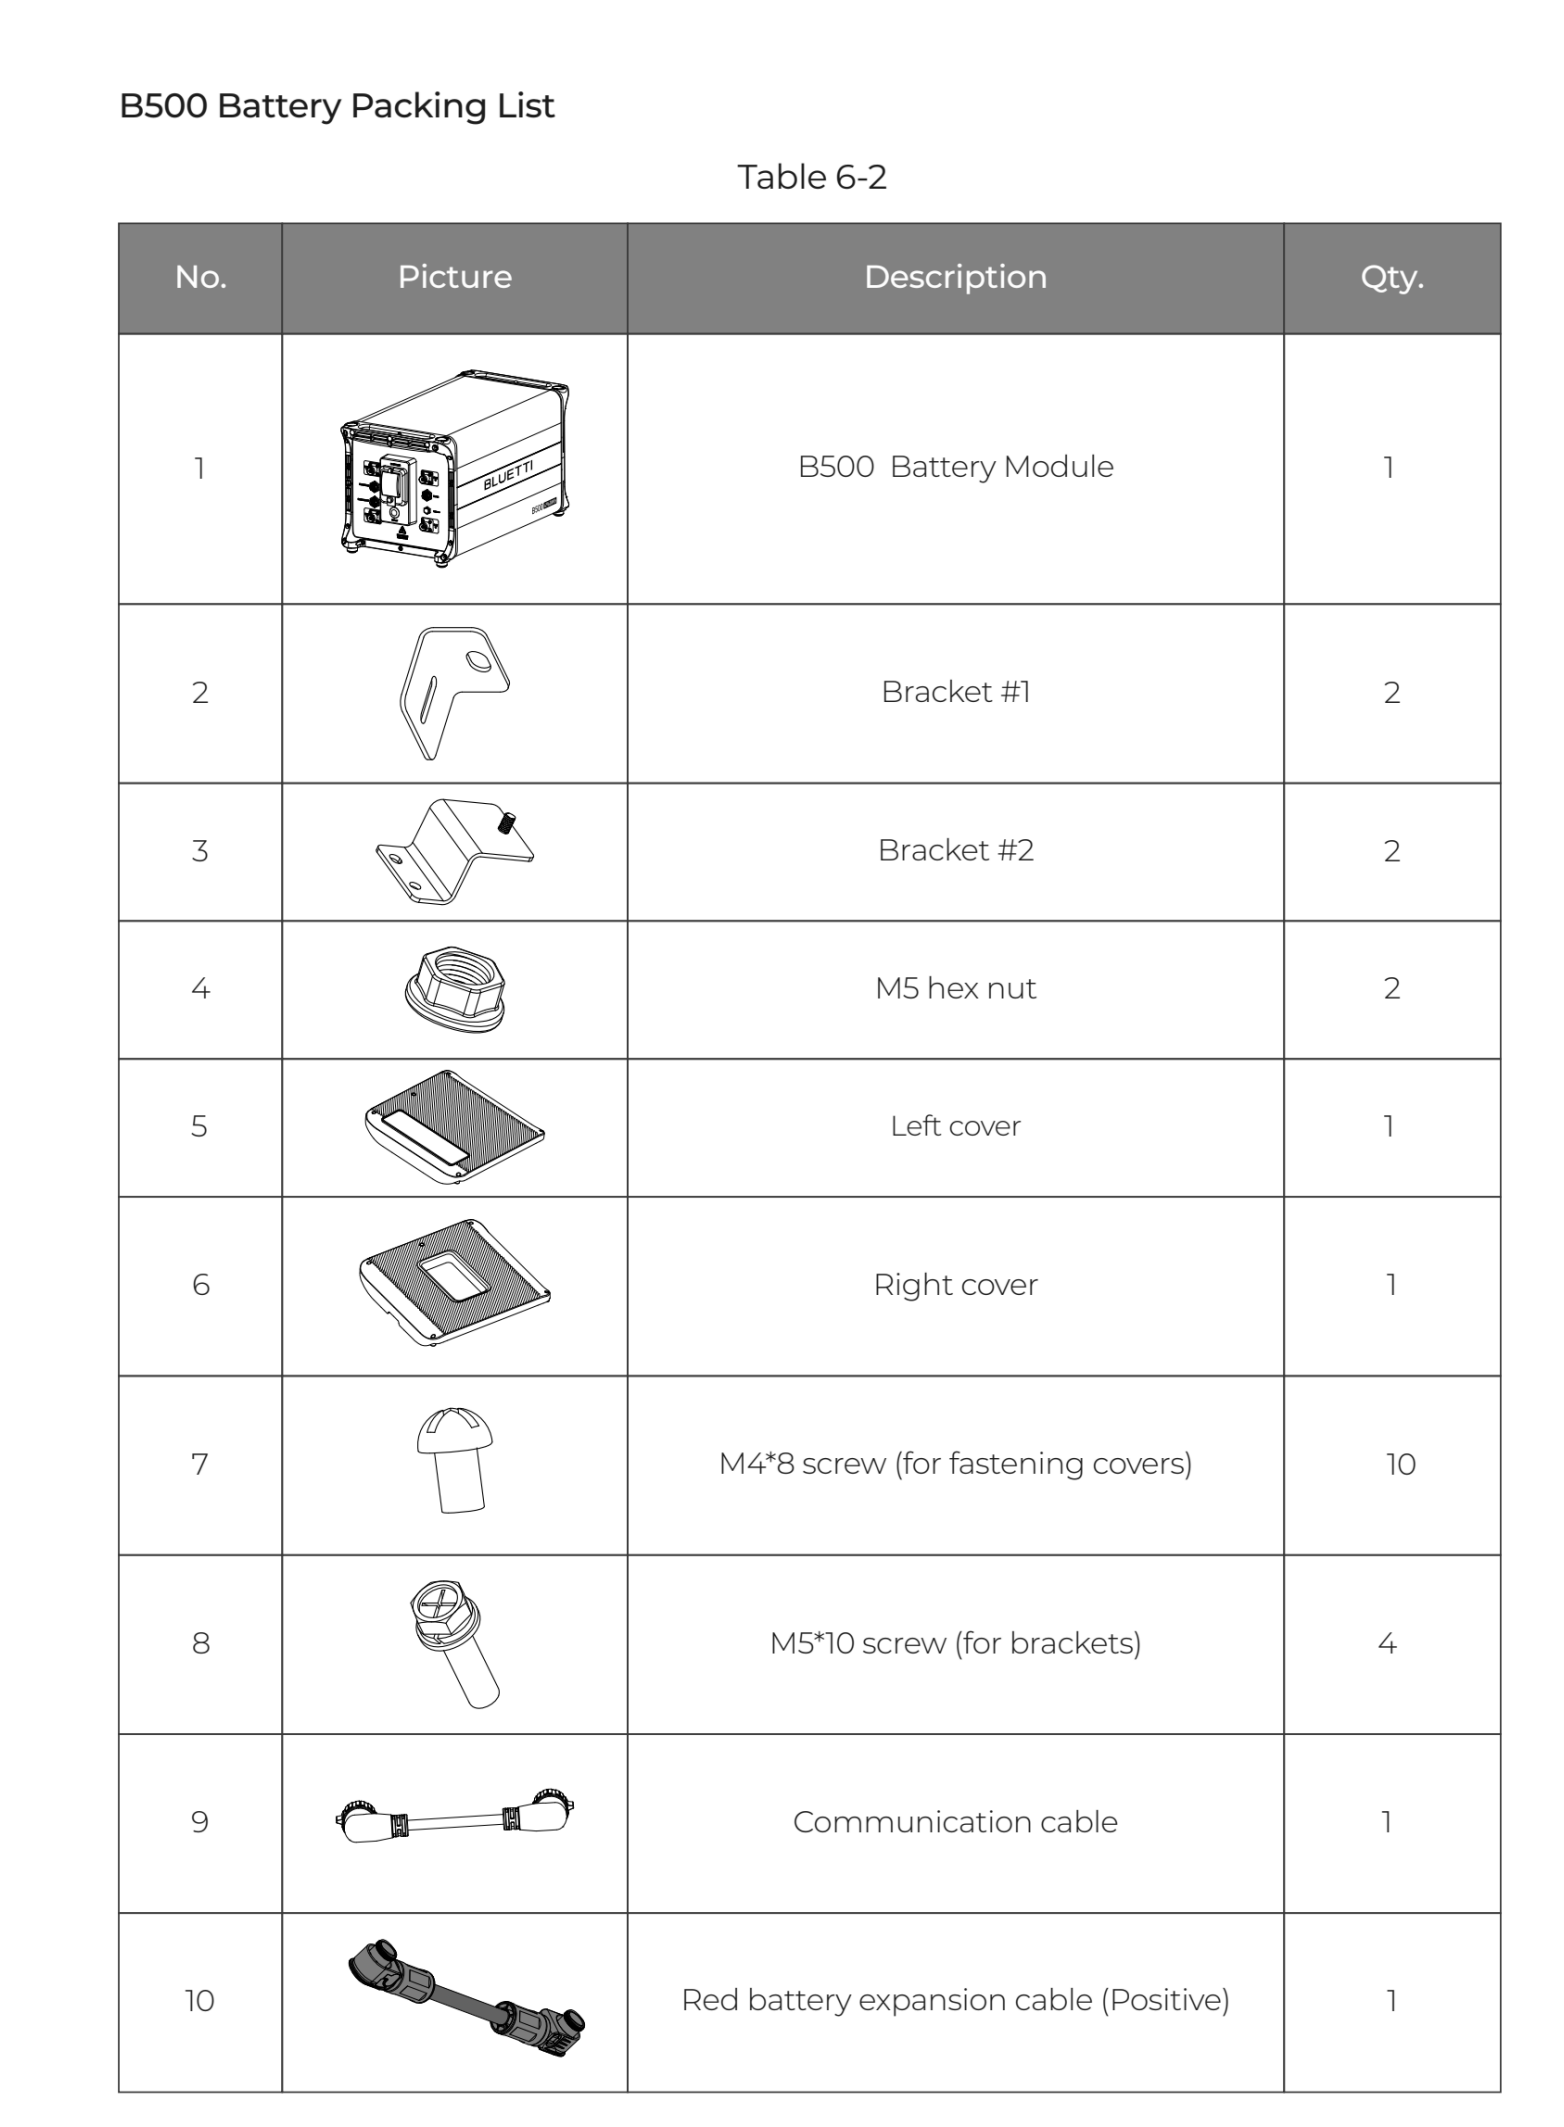 B500 Battery Packing List
Table 6-2
No. Picture Description Qty.
1 B500 Battery Module 1
BLUETTI
B500
2 Bracket #1 2
3 Bracket #2 2
4 M5 hex nut 2
5 Left cover 1
6 Right cover 1
7 M4*8 screw (for fastening covers) 10
8 M5*10 screw (for brackets) 4
9 Communication cable 1
10 Red battery expansion cable (Positive) 1